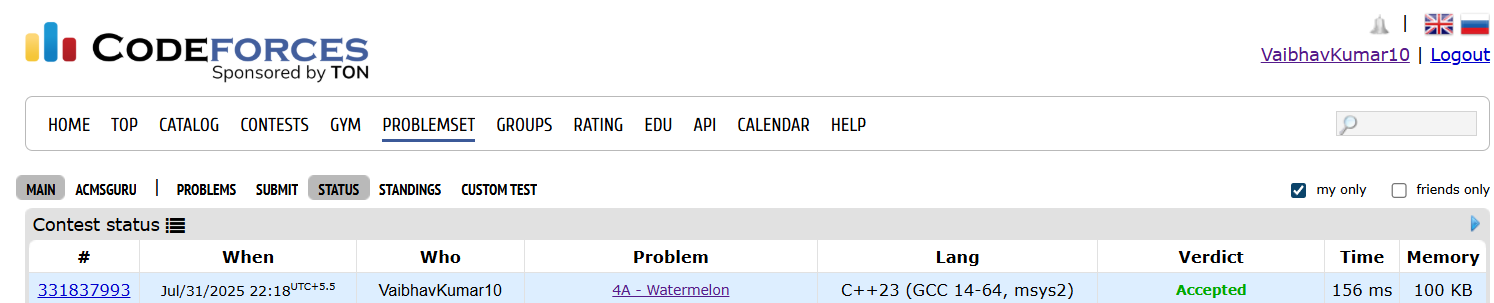 CODEFORCES
Sponsored by TON
|
VaibhavKumar10 | Logout
HOME TOP CATALOG CONTESTS GYM PROBLEMSET GROUPS RATING EDU API CALENDAR HELP
MAIN ACMSGURU | PROBLEMS SUBMIT STATUS STANDINGS CUSTOM TEST my only friends only
Contest status
# When Who Problem Lang Verdict Time Memory
331837993 Jul/31/2025 22:18UTC+5.5 VaibhavKumar10 4A - Watermelon C++23 (GCC 14-64, msys2) Accepted 156 ms 100 KB